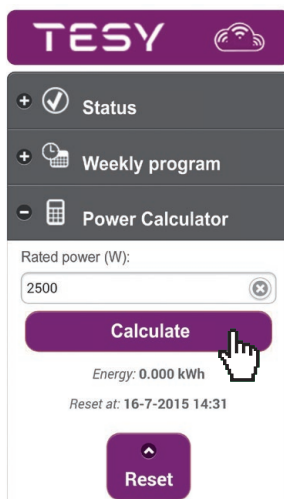 TESY
Status
Weekly program
Power Calculator
Rated power (W):
2500
Calculate
Energy: 0.000 kWh
Reset at: 16-7-2015 14:31
Reset